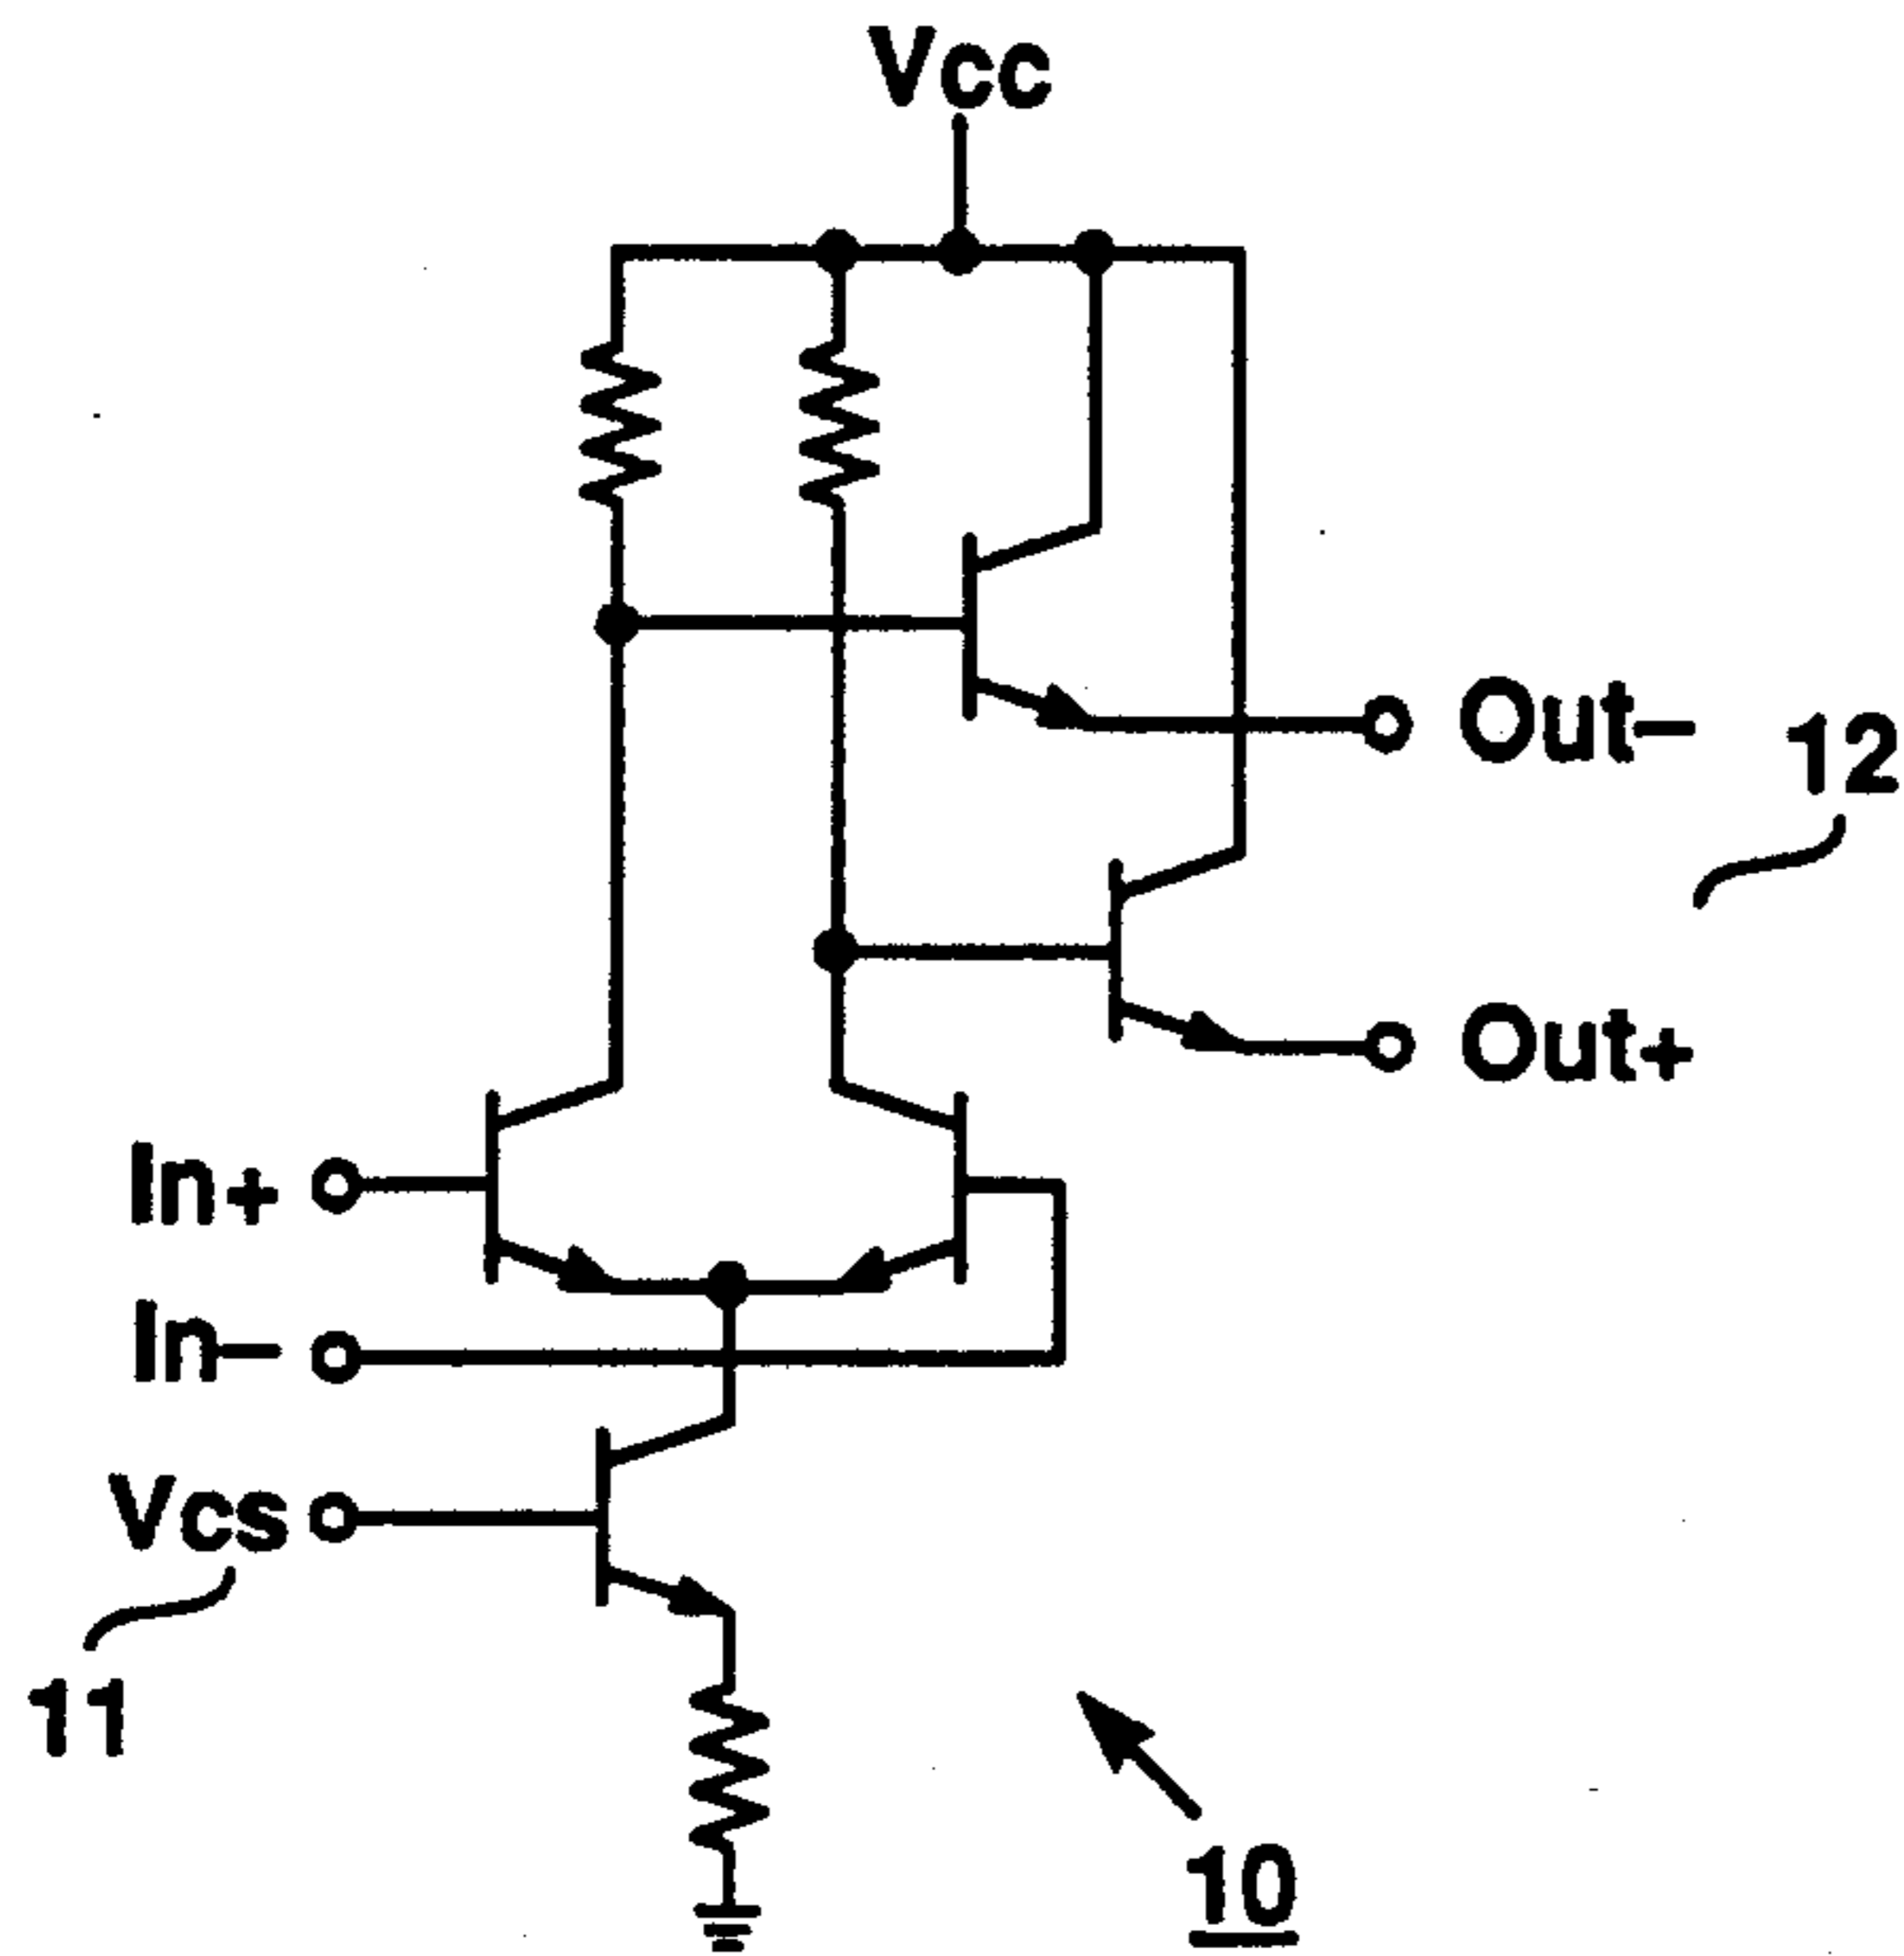 Vcc
Out–
12
Out+
In+
In–
Vcs
11
10